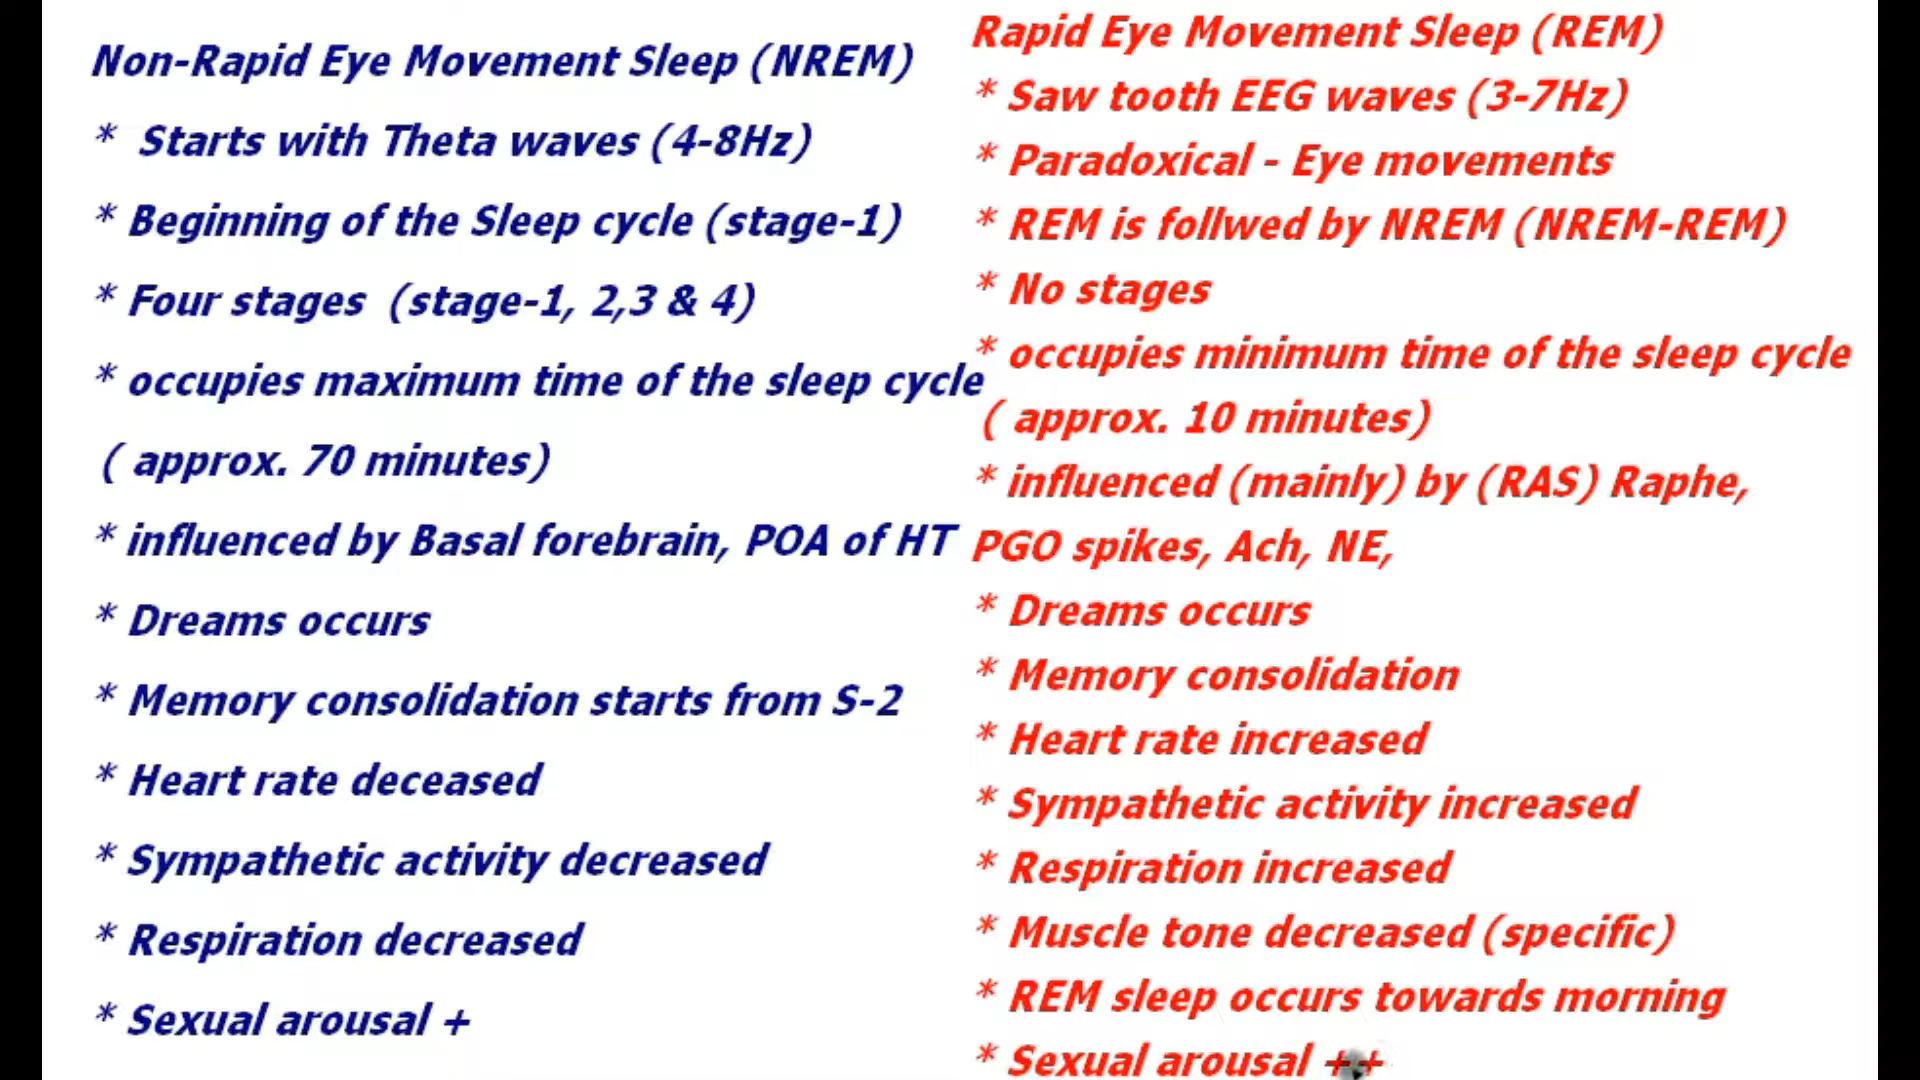 Non-Rapid Eye Movement Sleep (NREM)
* Starts with Theta waves (4-8Hz)
* Beginning of the Sleep cycle (stage-1)
* Four stages (stage-1, 2,3 & 4)
* occupies maximum time of the sleep cycle
( approx. 70 minutes)
* influenced by Basal forebrain, POA of HT
* Dreams occurs
* Memory consolidation starts from S-2
* Heart rate deceased
* Sympathetic activity decreased
* Respiration decreased
* Sexual arousal +
Rapid Eye Movement Sleep (REM)
* Saw tooth EEG waves (3-7Hz)
* Paradoxical - Eye movements
* REM is follwed by NREM (NREM-REM)
* No stages
* occupies minimum time of the sleep cycle
( approx. 10 minutes)
* influenced (mainly) by (RAS) Raphe,
PGO spikes, Ach, NE,
* Dreams occurs
* Memory consolidation
* Heart rate increased
* Sympathetic activity increased
* Respiration increased
* Muscle tone decreased (specific)
* REM sleep occurs towards morning
* Sexual arousal ++